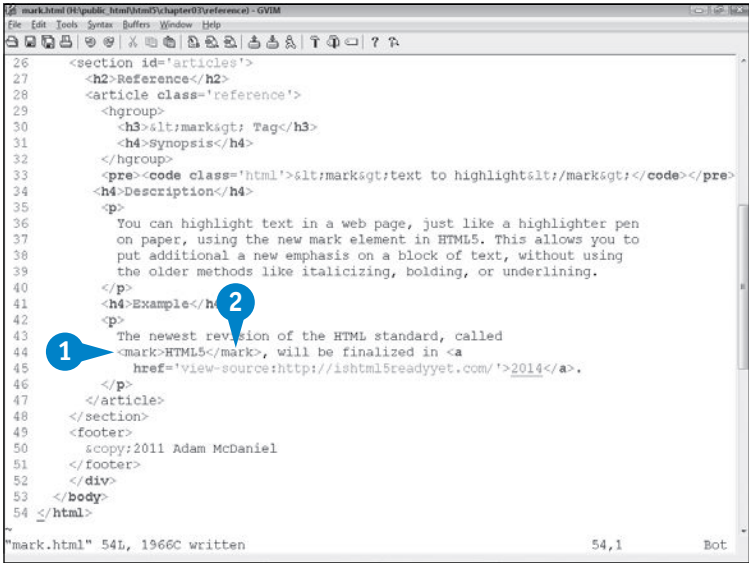 mark.html (H:\public_html\html5\chapter03\reference) - GVIM
File Edit Tools Syntax Buffers Window Help
26 <section id='articles'>
27 <h2>Reference</h2>
28 <article class='reference'>
29 <hgroup>
30 <h3>&lt;mark&gt; Tag</h3>
31 <h4>Synopsis</h4>
32 </hgroup>
33 <pre><code class='html'>&lt;mark&gt;text to highlight&lt;/mark&gt;</code></pre>
34 <h4>Description</h4>
35 <p>
36 You can highlight text in a web page, just like a highlighter pen
37 on paper, using the new mark element in HTML5. This allows you to
38 put additional a new emphasis on a block of text, without using
39 the older methods like italicizing, bolding, or underlining.
40 </p>
41 <h4>Example</h
2
42 <p>
43 The newest revision of the HTML standard, called
1
44 <mark>HTML5</mark>, will be finalized in <a
45 href='view-source:http://ishtml5readyyet.com/'>2014</a>.
46 </p>
47 </article>
48 </section>
49 <footer>
50 &copy;2011 Adam McDaniel
51 </footer>
52 </div>
53 </body>
54 </html>
~
"mark.html" 54L, 1966C written 54,1 Bot